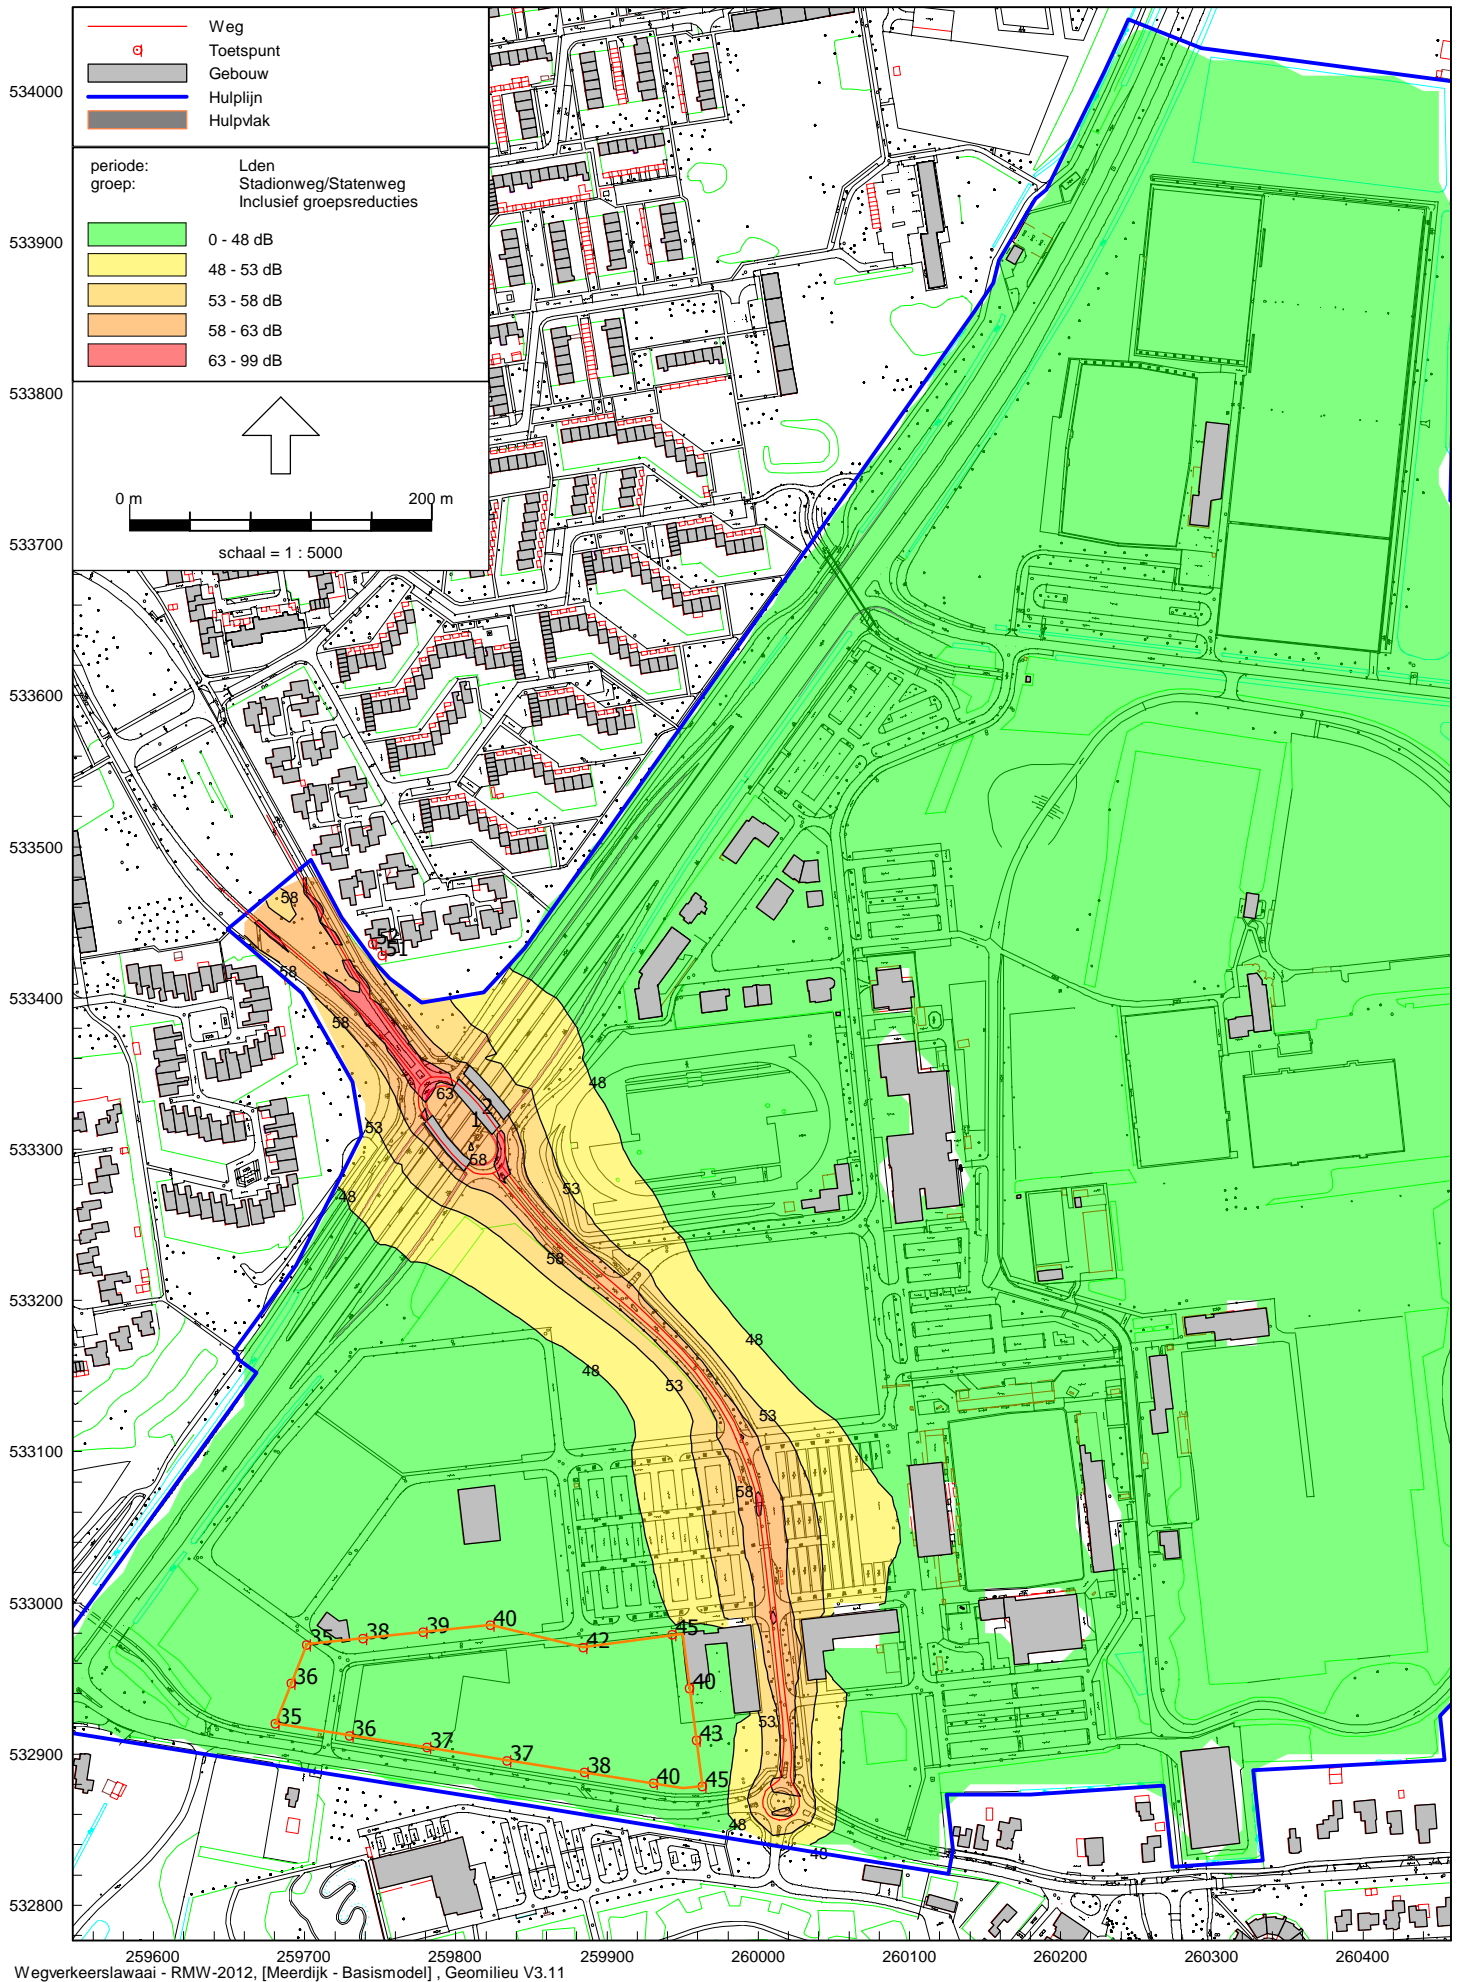 Weg
Toetspunt
Gebouw
Hulplijn
Hulpvlak
periode: Lden
groep: Stadionweg/Statenweg
Inclusief groepsreducties
0 - 48 dB
48 - 53 dB
53 - 58 dB
58 - 63 dB
63 - 99 dB
0 m 200 m
schaal = 1 : 5000
534000
533900
533800
533700
533600
533500
58
52
51
58
533400
58
48
63
2
1
53
533300
58
53
48
58
533200
48
48
53
53
533100
58
533000
35 38 39 40 42 45
36
40
35
36
37
37
38
40
45
43
53
532900
48
48
532800
259600 259700 259800 259900 260000 260100 260200 260300 260400
Wegverkeerslawaai - RMW-2012, [Meerdijk - Basismodel] , Geomilieu V3.11